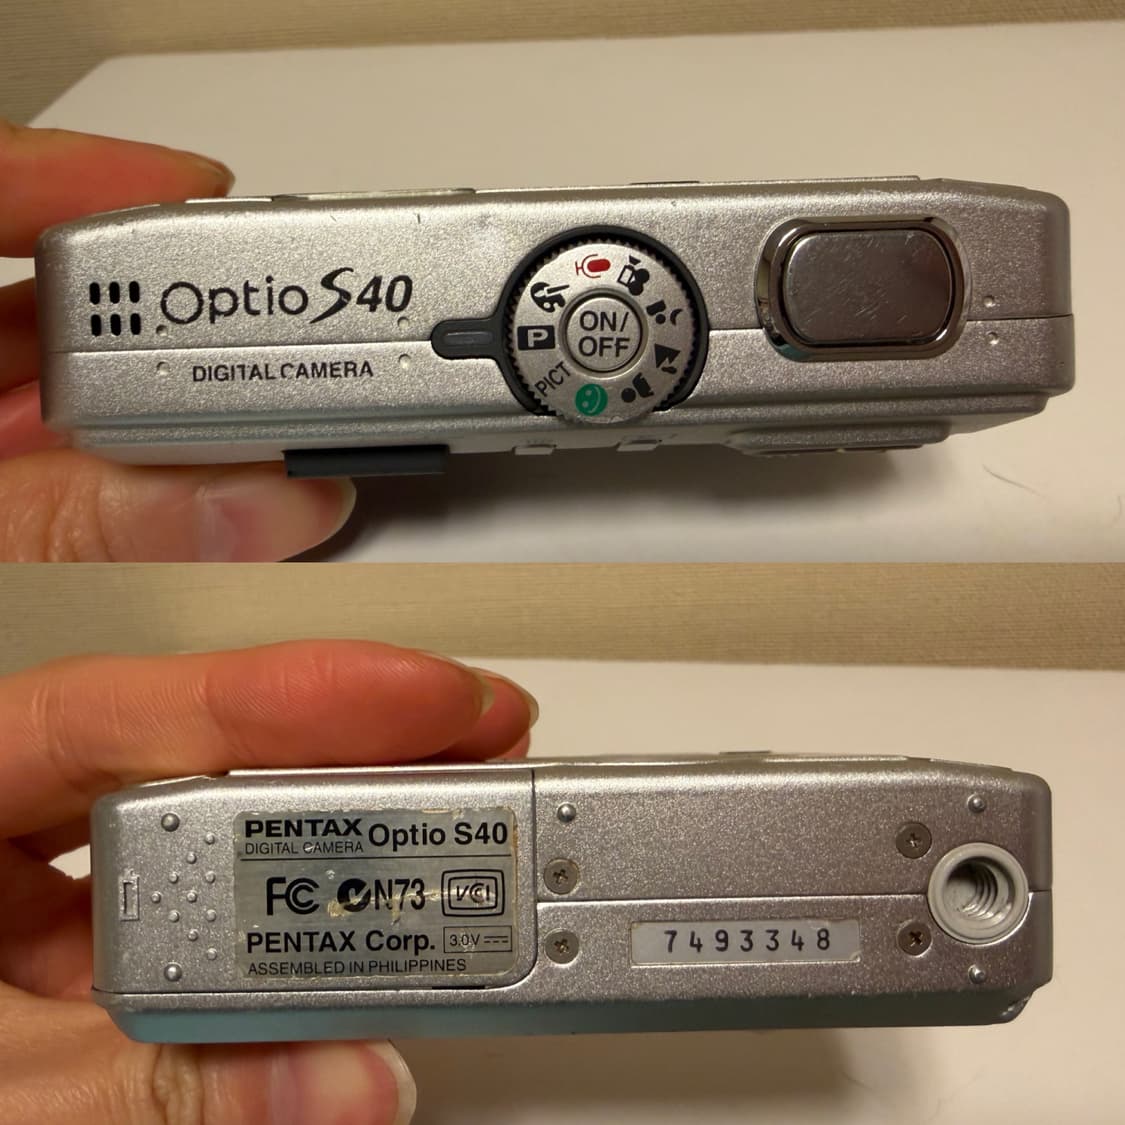 Optio S40
DIGITAL CAMERA
ON/
OFF
P
PICT
PENTAX Optio S40
DIGITAL CAMERA
FC N73 VCI
PENTAX Corp. 3.0V
ASSEMBLED IN PHILIPPINES
7493348